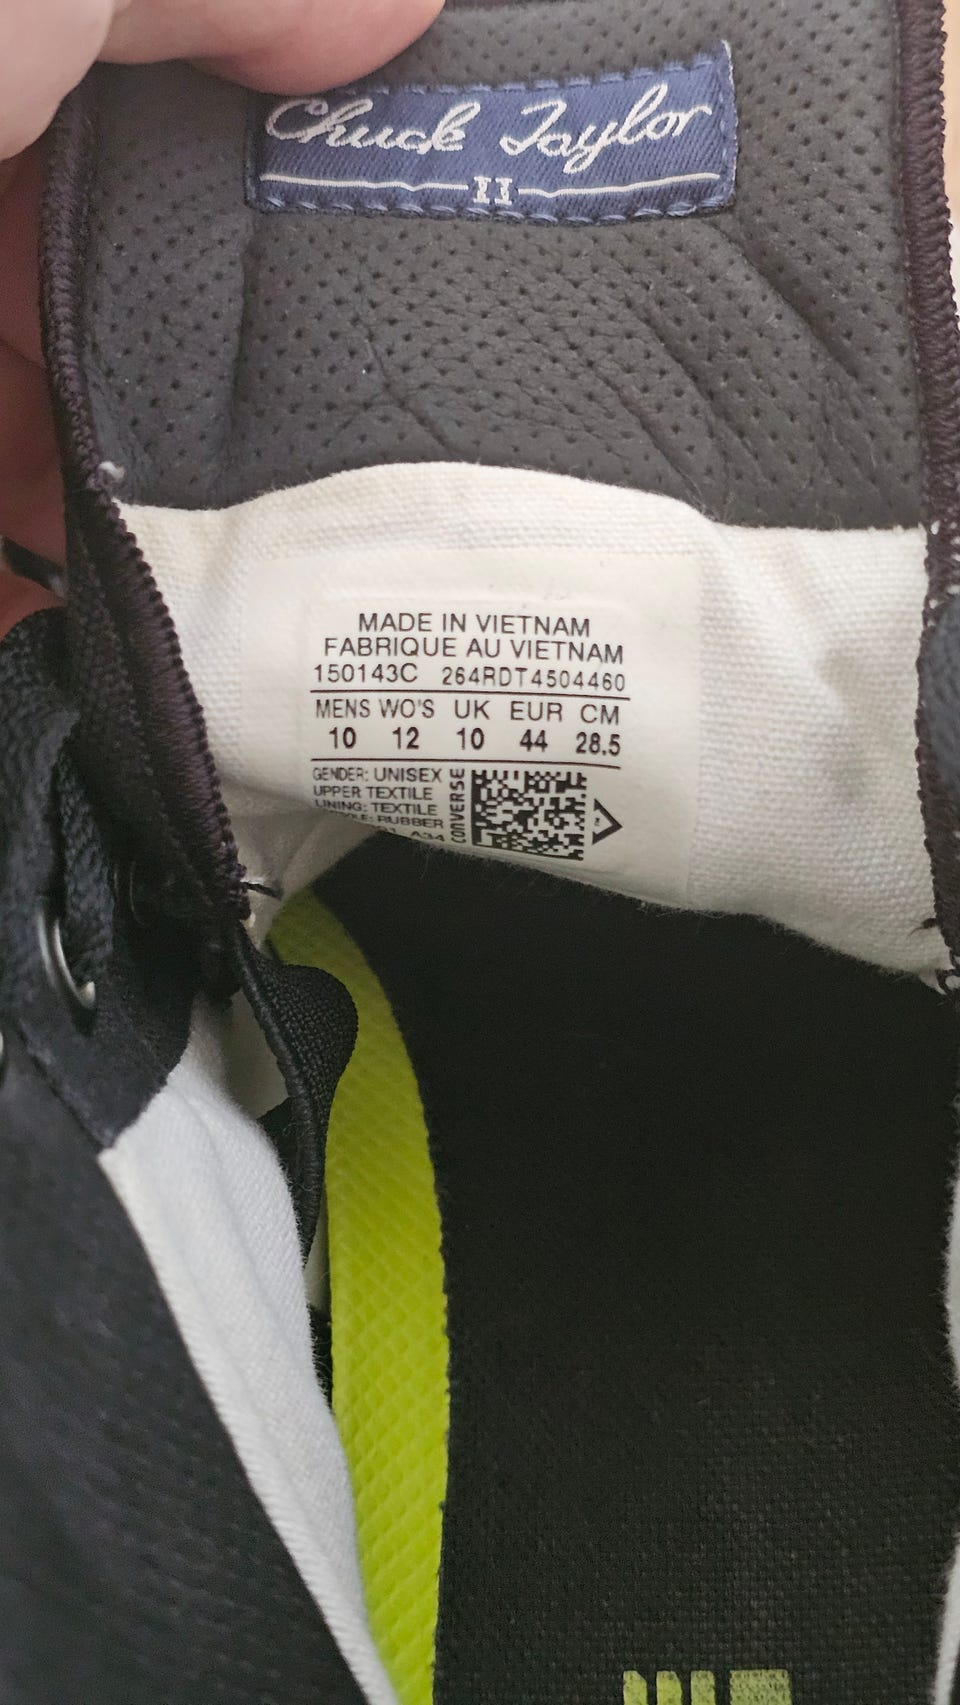 Chuck Taylor
II
MADE IN VIETNAM
FABRIQUE AU VIETNAM
150143C 264RDT4504460
MENS WO'S UK EUR CM
10 12 10 44 28.5
GENDER: UNISEX
UPPER TEXTILE
LINING: TEXTILE
RUBBER
A34
CONVERSE